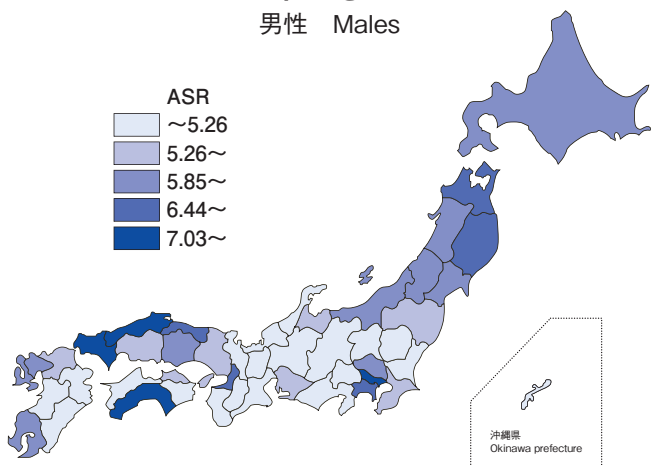 男性 Males
ASR
～5.26
5.26～
5.85～
6.44～
7.03～
沖縄県
Okinawa prefecture